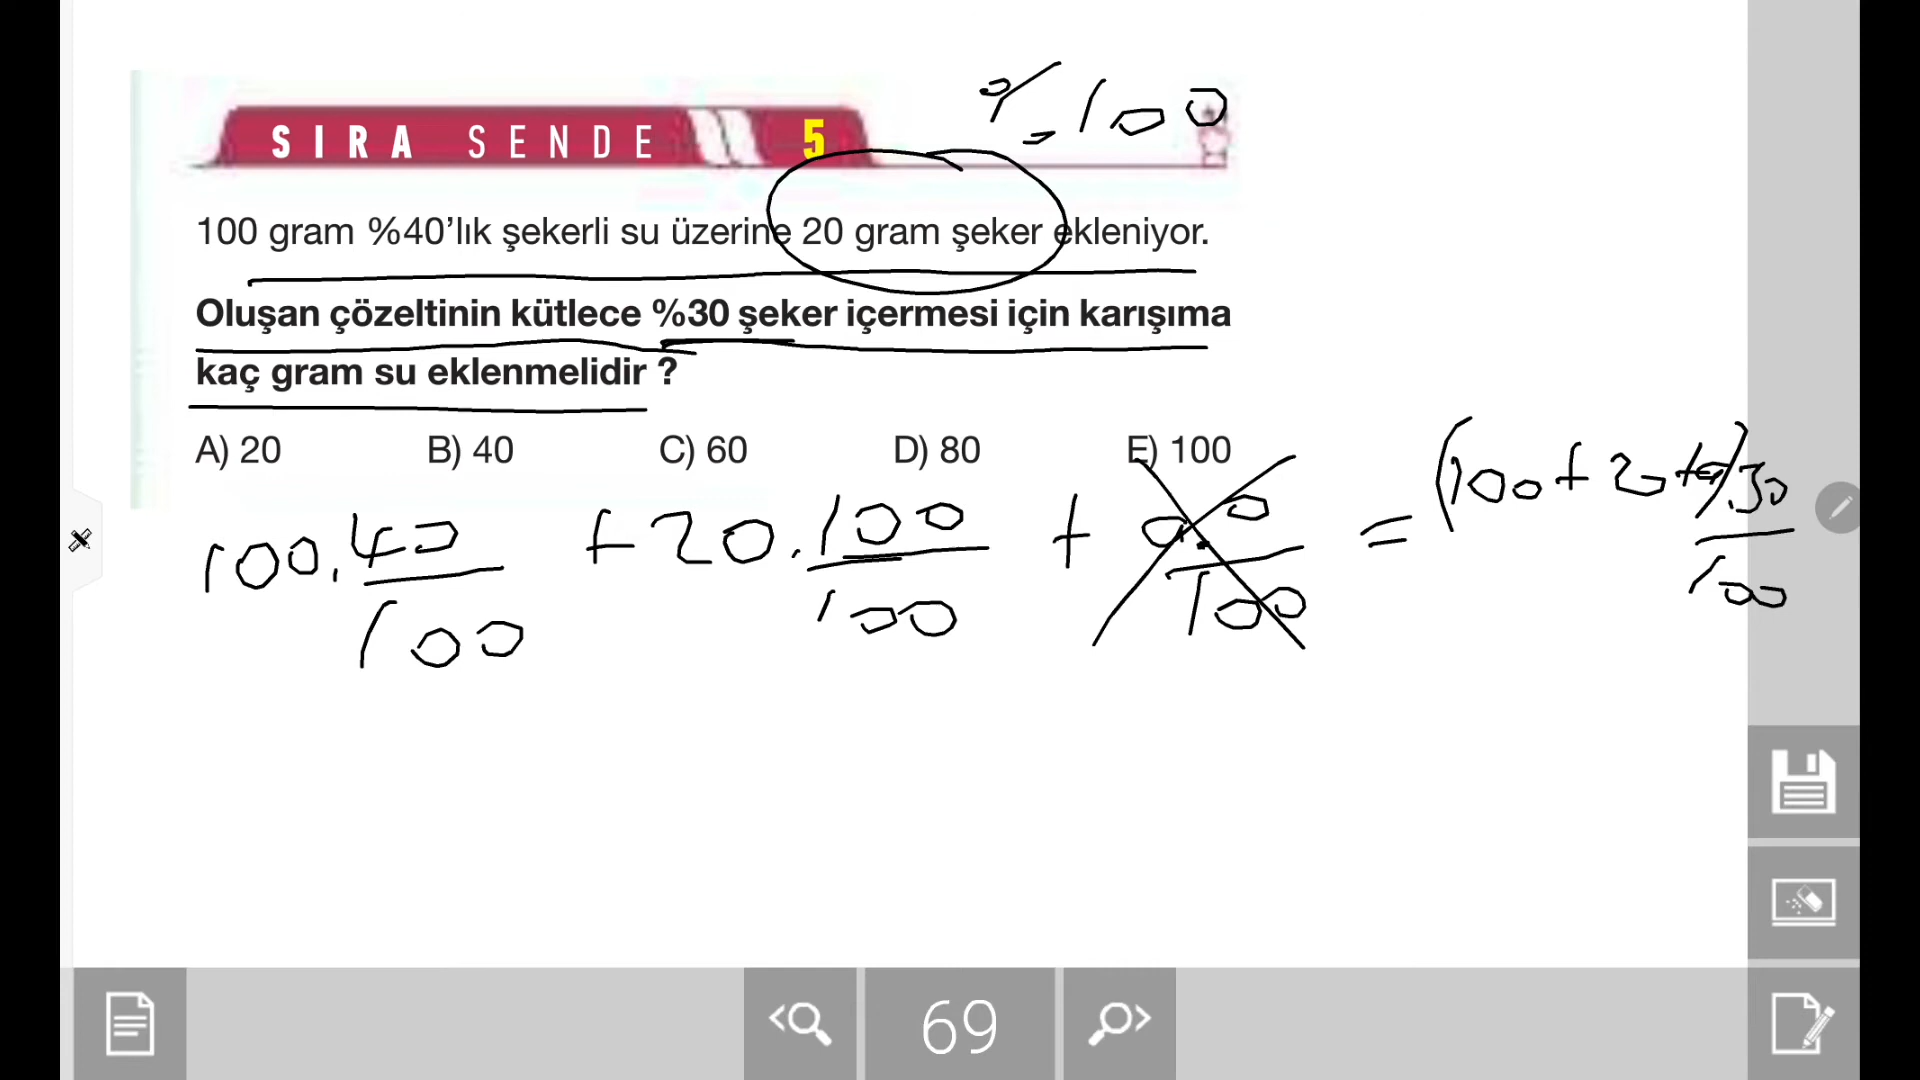 % 100
SIRA SENDE 5
100 gram %40’lık şekerli su üzerine 20 gram şeker ekleniyor.
Oluşan çözeltinin kütlece %30 şeker içermesi için karışıma
kaç gram su eklenmelidir ?
A) 20 B) 40 C) 60 D) 80 E) 100
100.40/100 + 20.100/100 + a.0/100 = (100+20+a).30/100
69